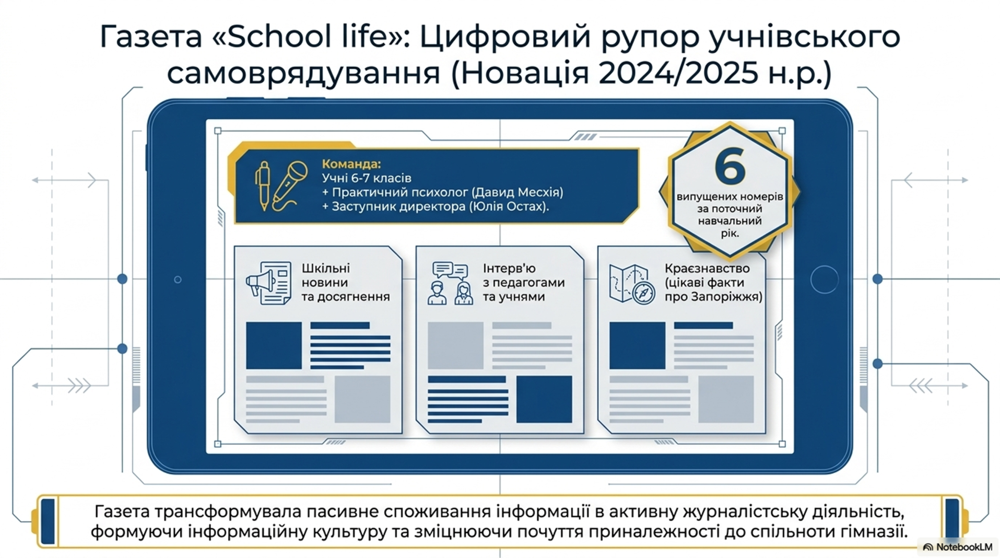 Газета «School life»: Цифровий рупор учнівського
самоврядування (Новація 2024/2025 н.р.)
Команда:
Учні 6-7 класів
+ Практичний психолог (Давид Месхія)
+ Заступник директора (Юлія Остах).
6
випущених номерів
за поточний
навчальний
рік.
Шкільні
новини
та досягнення
Інтерв'ю
з педагогами
та учнями
Краєзнавство
(цікаві факти
про Запоріжжя)
Газета трансформувала пасивне споживання інформації в активну журналістську діяльність,
формуючи інформаційну культуру та зміцнюючи почуття приналежності до спільноти гімназії.
NotebookLM